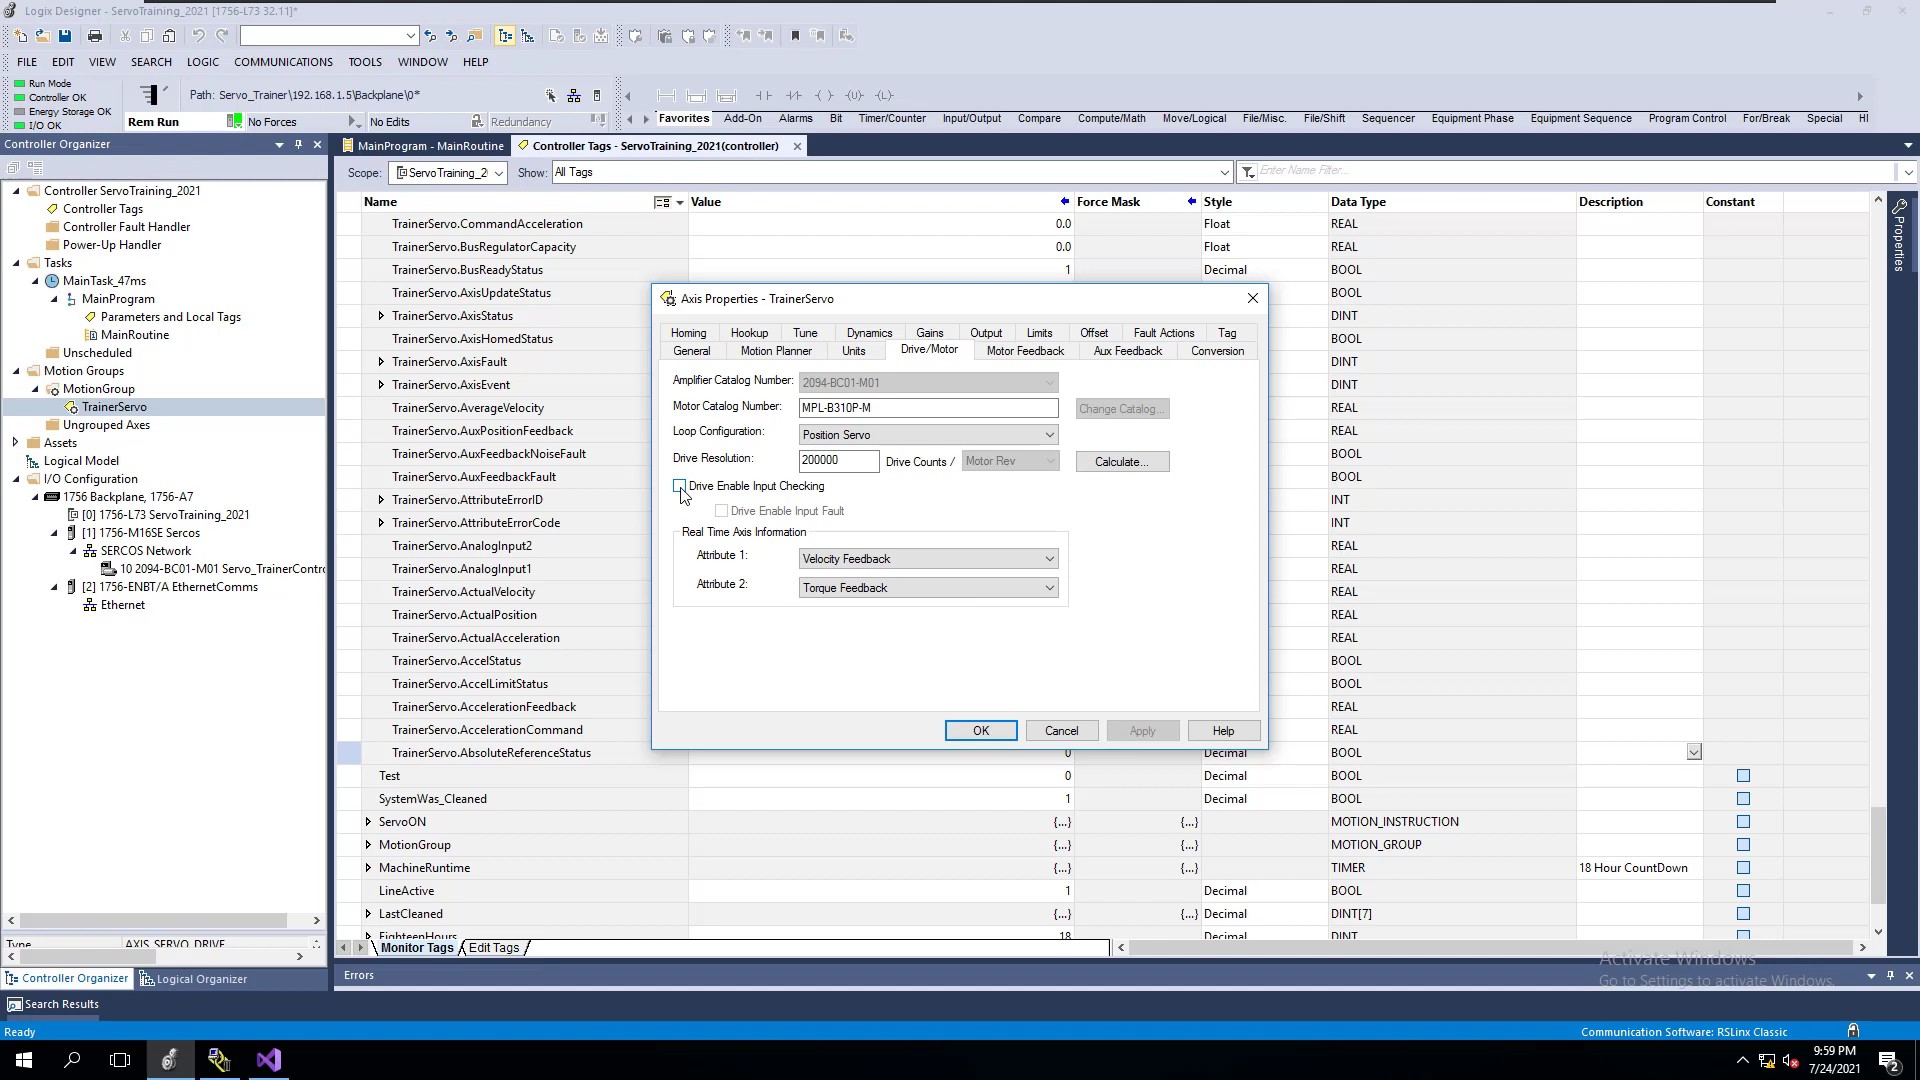 Logix Designer - ServoTraining_2021 [1756-L73 32.11]*
FILE EDIT VIEW SEARCH LOGIC COMMUNICATIONS TOOLS WINDOW HELP
Run Mode
Controller OK
Energy Storage OK
I/O OK
Path: Servo_Trainer\192.168.1.5\Backplane\0*
Rem Run No Forces No Edits Redundancy
Favorites Add-On Alarms Bit Timer/Counter Input/Output Compare Compute/Math Move/Logical File/Misc. File/Shift Sequencer Equipment Phase Equipment Sequence Program Control For/Break Special
Controller Organizer
Controller ServoTraining_2021
Controller Tags
Controller Fault Handler
Power-Up Handler
Tasks
MainTask_47ms
MainProgram
Parameters and Local Tags
MainRoutine
Unscheduled
Motion Groups
MotionGroup
TrainerServo
Ungrouped Axes
Assets
Logical Model
I/O Configuration
1756 Backplane, 1756-A7
[0] 1756-L73 ServoTraining_2021
[1] 1756-M16SE Sercos
SERCOS Network
10 2094-BC01-M01 Servo_TrainerContro
[2] 1756-ENBT/A EthernetComms
Ethernet
Type AXIS_SERVO_DRIVE
Controller Organizer Logical Organizer
MainProgram - MainRoutine Controller Tags - ServoTraining_2021(controller)
Scope: ServoTraining_2 Show: All Tags Enter Name Filter...
Name Value Force Mask Style Data Type Description Constant
TrainerServo.CommandAcceleration 0.0 Float REAL
TrainerServo.BusRegulatorCapacity 0.0 Float REAL
TrainerServo.BusReadyStatus 1 Decimal BOOL
TrainerServo.AxisUpdateStatus BOOL
TrainerServo.AxisStatus DINT
TrainerServo.AxisHomedStatus BOOL
TrainerServo.AxisFault DINT
TrainerServo.AxisEvent DINT
TrainerServo.AverageVelocity REAL
TrainerServo.AuxPositionFeedback REAL
TrainerServo.AuxFeedbackNoiseFault BOOL
TrainerServo.AuxFeedbackFault BOOL
TrainerServo.AttributeErrorID INT
TrainerServo.AttributeErrorCode INT
TrainerServo.AnalogInput2 REAL
TrainerServo.AnalogInput1 REAL
TrainerServo.ActualVelocity REAL
TrainerServo.ActualPosition REAL
TrainerServo.ActualAcceleration REAL
TrainerServo.AccelStatus BOOL
TrainerServo.AccelLimitStatus BOOL
TrainerServo.AccelerationFeedback REAL
TrainerServo.AccelerationCommand REAL
TrainerServo.AbsoluteReferenceStatus 0 Decimal BOOL
Test 0 Decimal BOOL
SystemWas_Cleaned 1 Decimal BOOL
ServoON {...} {...} MOTION_INSTRUCTION
MotionGroup {...} {...} MOTION_GROUP
MachineRuntime {...} {...} TIMER 18 Hour CountDown
LineActive 1 Decimal BOOL
LastCleaned {...} {...} Decimal DINT[7]
EighteenHours 18 Decimal DINT
Monitor Tags Edit Tags
Properties
Axis Properties - TrainerServo
Homing Hookup Tune Dynamics Gains Output Limits Offset Fault Actions Tag
General Motion Planner Units Drive/Motor Motor Feedback Aux Feedback Conversion
Amplifier Catalog Number: 2094-BC01-M01
Motor Catalog Number: MPL-B310P-M Change Catalog...
Loop Configuration: Position Servo
Drive Resolution: 200000 Drive Counts / Motor Rev Calculate...
Drive Enable Input Checking
Drive Enable Input Fault
Real Time Axis Information
Attribute 1: Velocity Feedback
Attribute 2: Torque Feedback
OK Cancel Apply Help
Errors
Activate Windows
Go to Settings to activate Windows.
Search Results
Ready Communication Software: RSLinx Classic
9:59 PM
7/24/2021
2